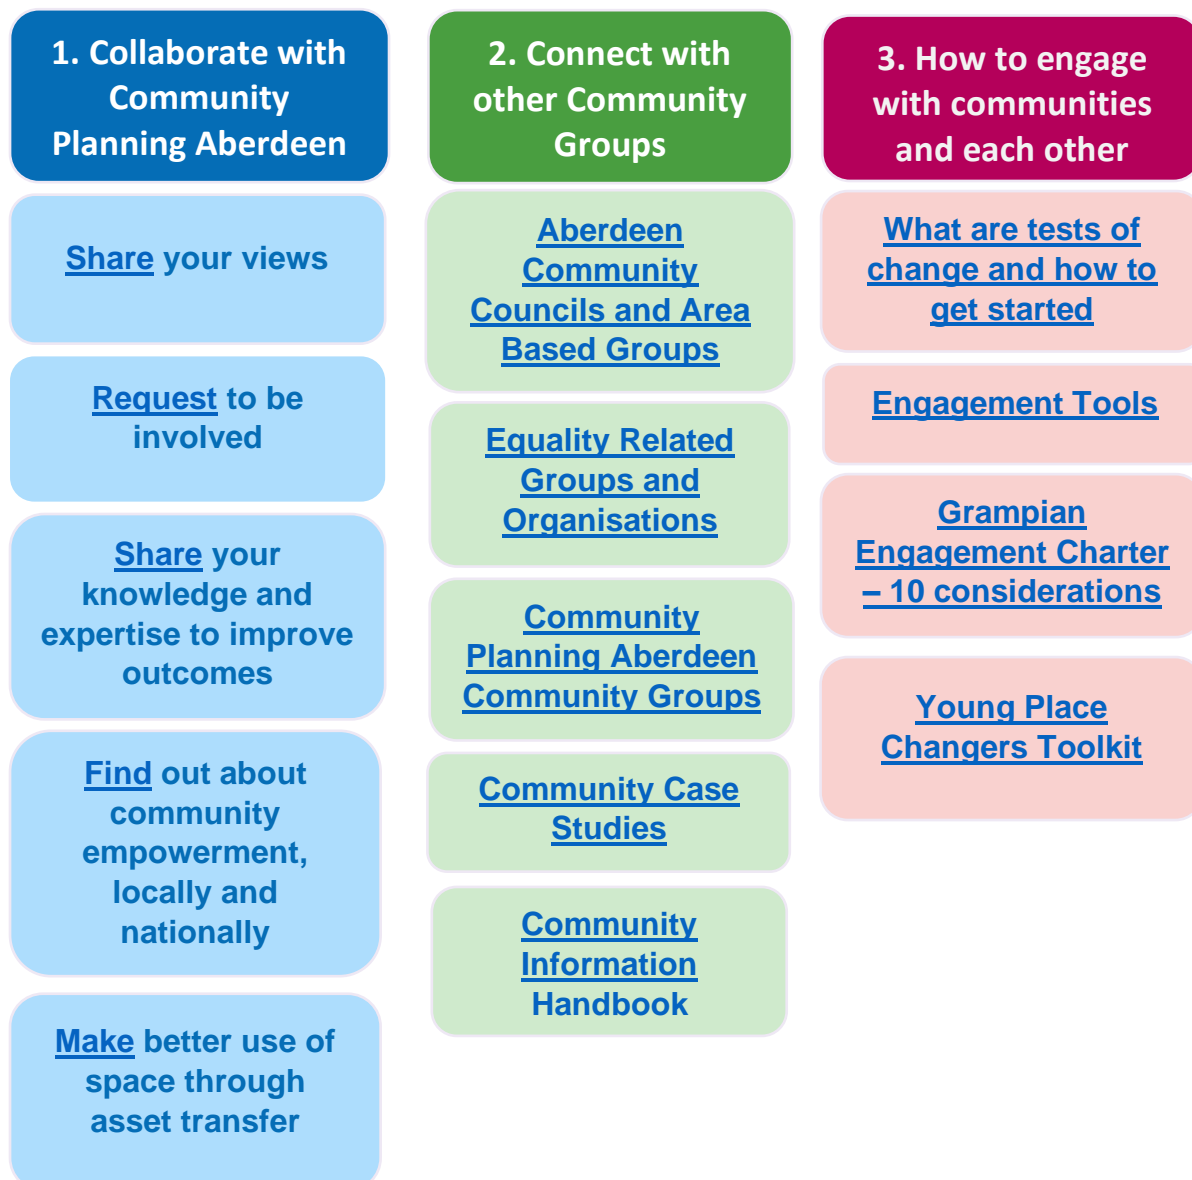 1. Collaborate with
Community
Planning Aberdeen
Share your views
Request to be
involved
Share your
knowledge and
expertise to improve
outcomes
Find out about
community
empowerment,
locally and
nationally
Make better use of
space through
asset transfer
2. Connect with
other Community
Groups
Aberdeen
Community
Councils and Area
Based Groups
Equality Related
Groups and
Organisations
Community
Planning Aberdeen
Community Groups
Community Case
Studies
Community
Information
Handbook
3. How to engage
with communities
and each other
What are tests of
change and how to
get started
Engagement Tools
Grampian
Engagement Charter
– 10 considerations
Young Place
Changers Toolkit